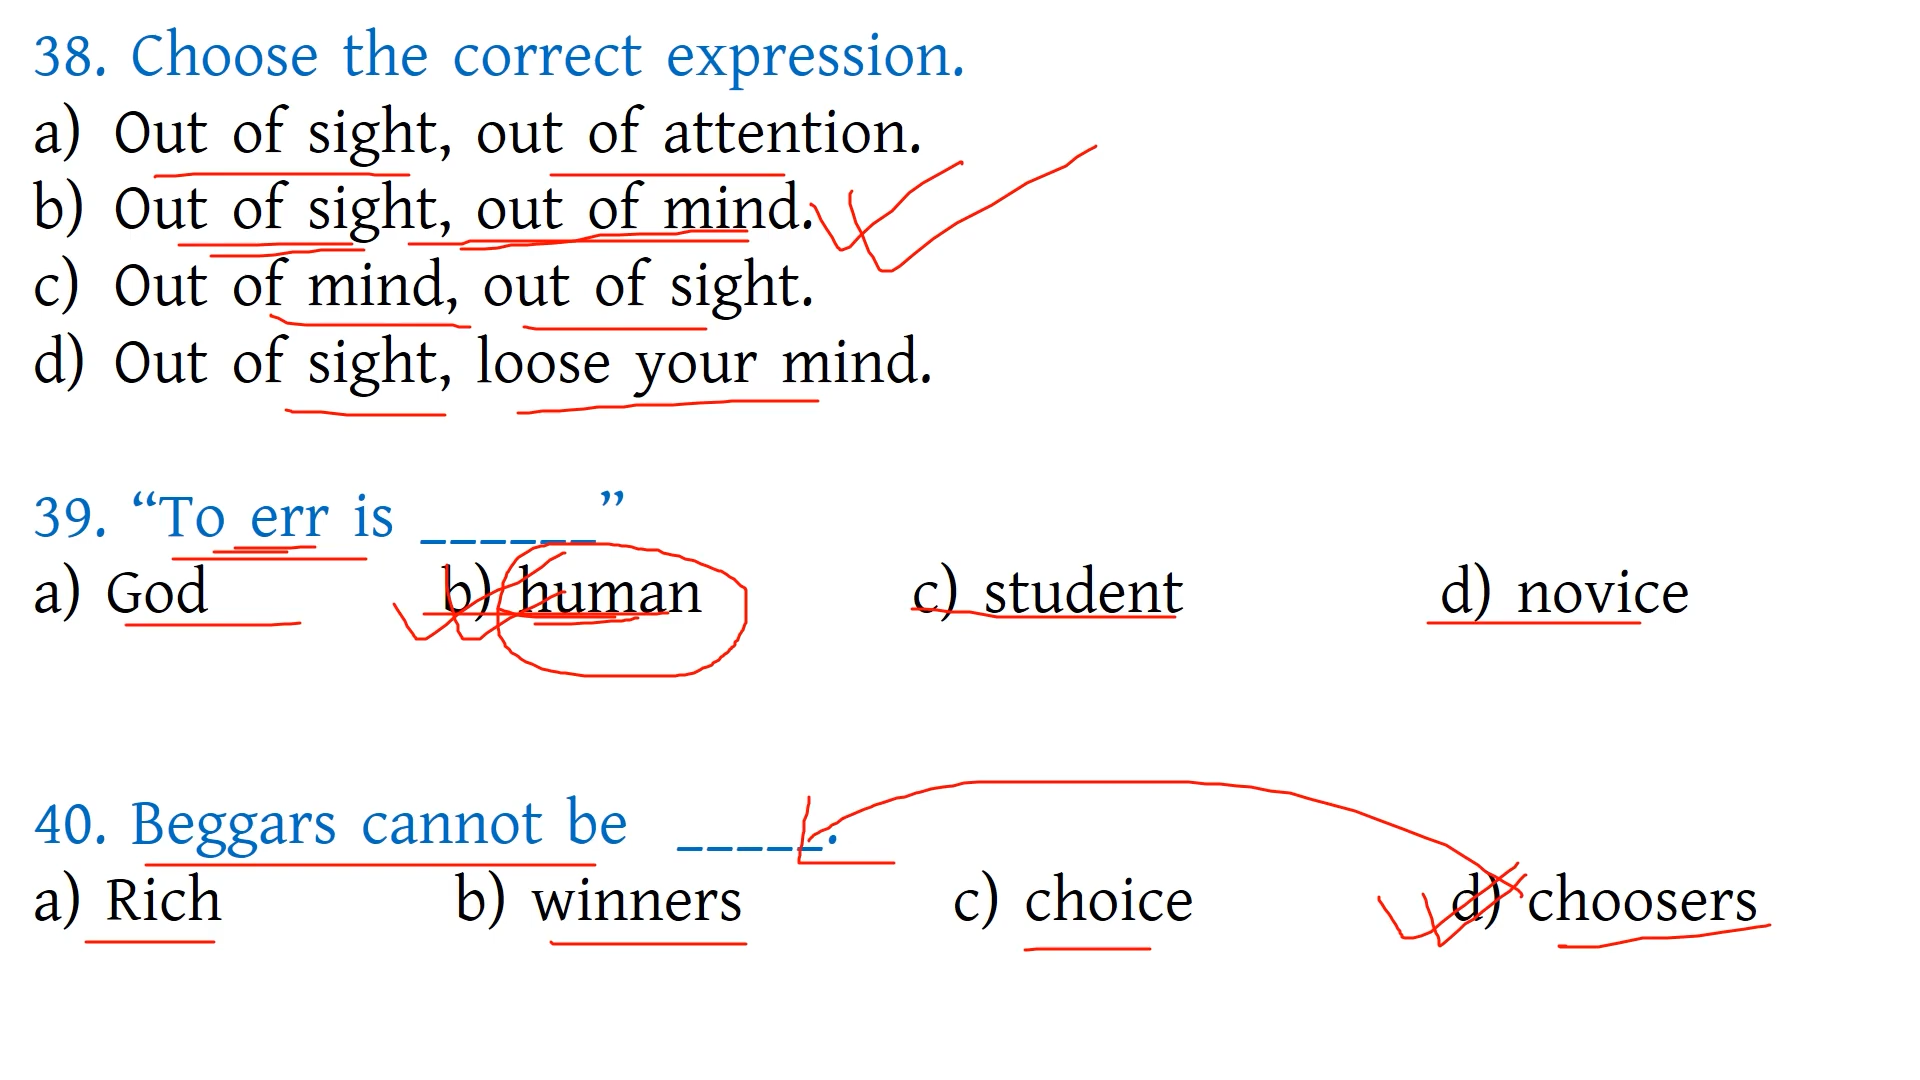 38. Choose the correct expression.
a) Out of sight, out of attention.
b) Out of sight, out of mind.
c) Out of mind, out of sight.
d) Out of sight, loose your mind.
39. “To err is ______”
a) God b) human c) student d) novice
40. Beggars cannot be _____.
a) Rich b) winners c) choice d) choosers